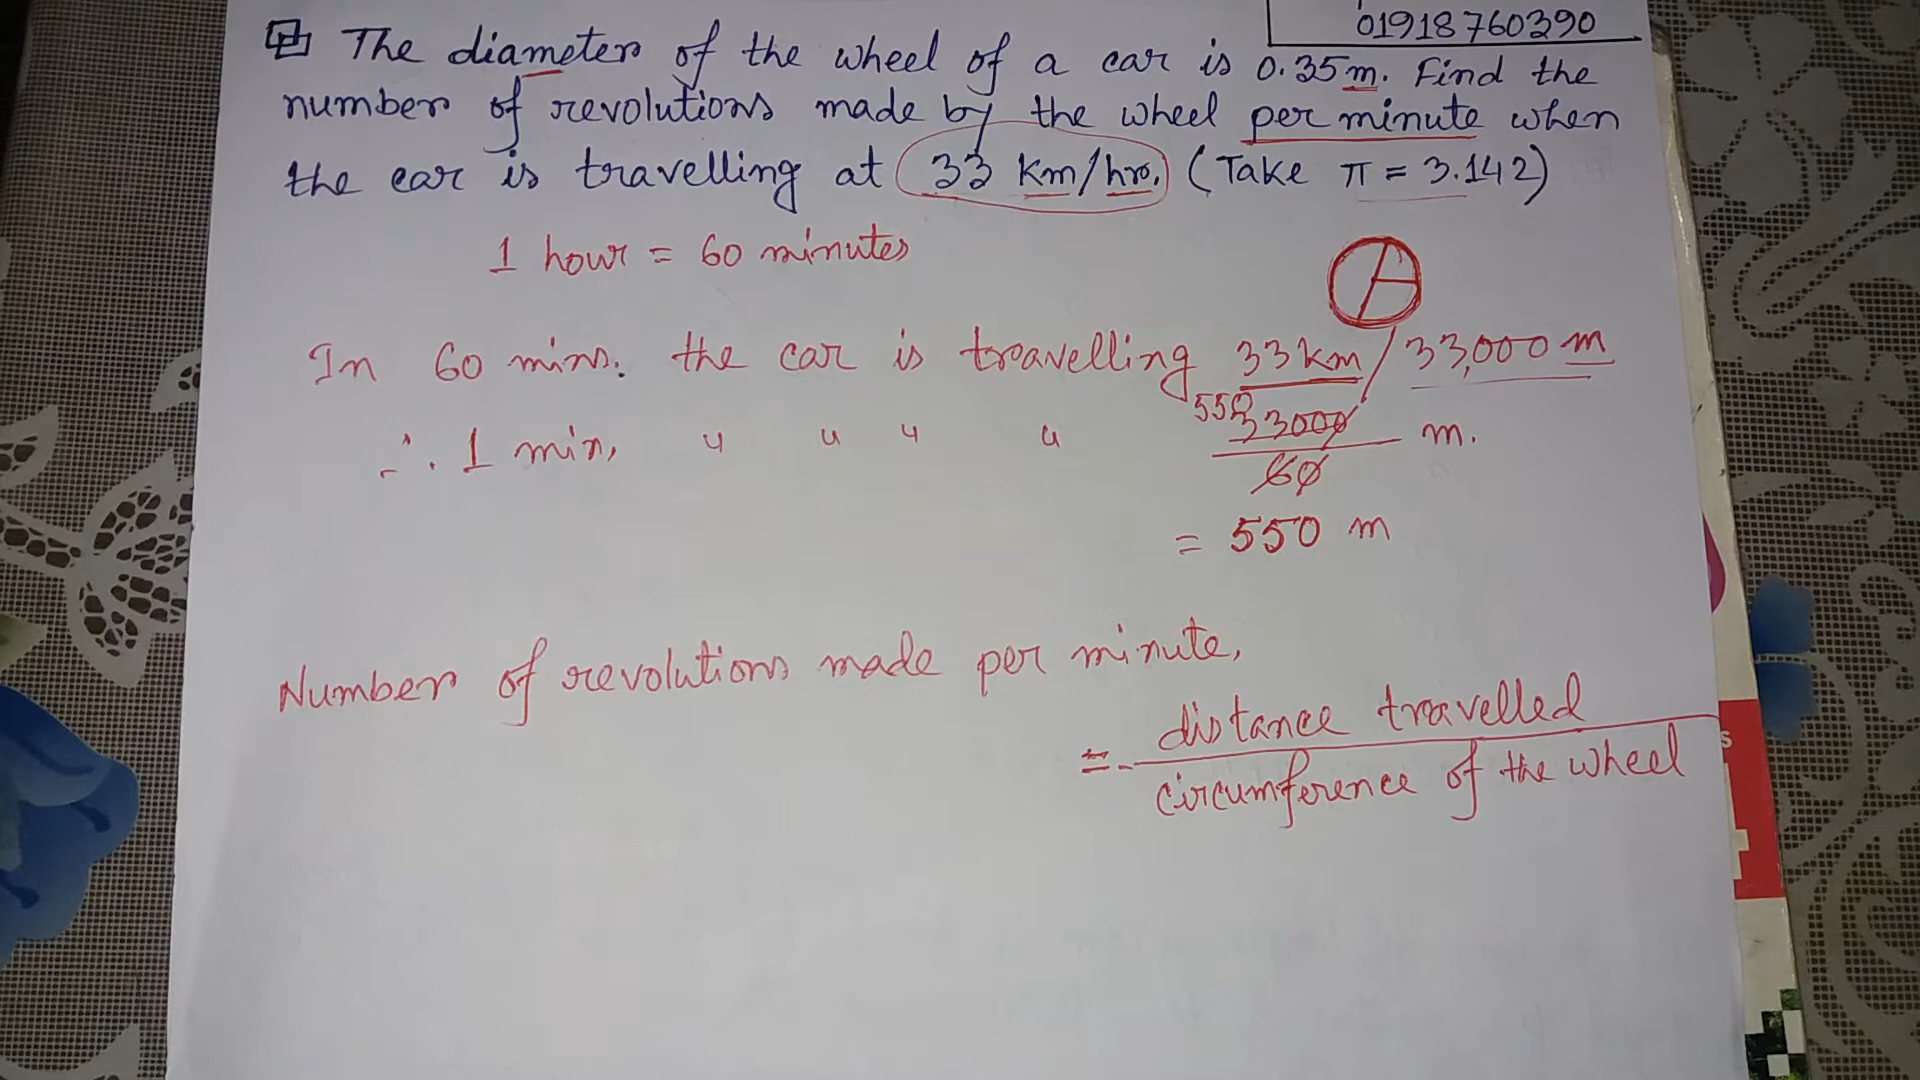 01918760390
The diameter of the wheel of a car is 0.35m. Find the
number of revolutions made by the wheel per minute when
the car is travelling at 33 km/hr. (Take π = 3.142)
1 hour = 60 minutes
In 60 mins. the car is travelling 33 km / 33,000 m
∴ 1 min, " " " " 33000/60 m.
550
= 550 m
Number of revolutions made per minute,
= distance travelled
circumference of the wheel
s